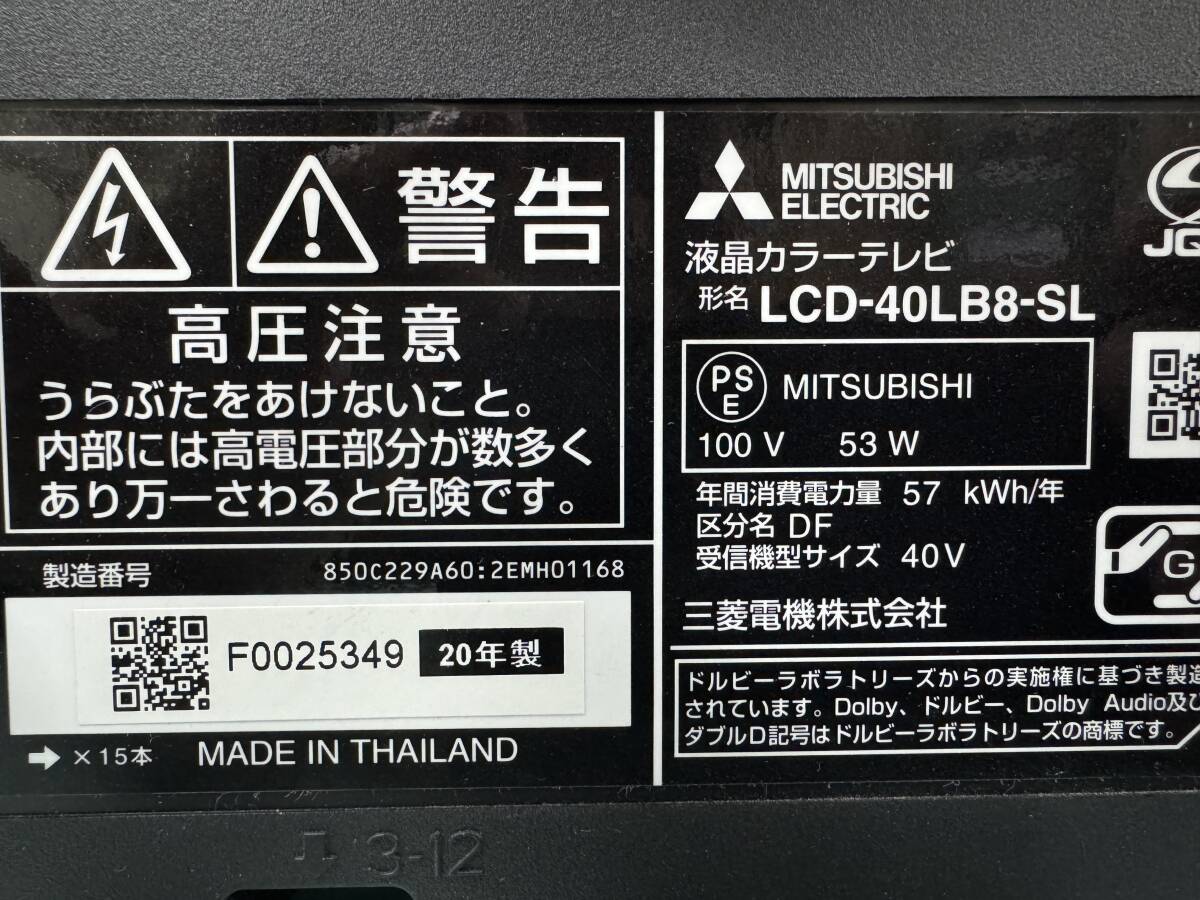 警告
高圧注意
うらぶたをあけないこと。
内部には高電圧部分が数多く
あり万一さわると危険です。
製造番号 850C229A60:2EMH01168
F0025349 20年製
×15本 MADE IN THAILAND
MITSUBISHI
ELECTRIC
液晶カラーテレビ
形名 LCD-40LB8-SL
PS
E
MITSUBISHI
100 V 53 W
年間消費電力量 57 kWh/年
区分名 DF
受信機型サイズ 40V
三菱電機株式会社
ドルビーラボラトリーズからの実施権に基づき製造
されています。Dolby、ドルビー、Dolby Audio及び
ダブルD記号はドルビーラボラトリーズの商標です。
G
3-12